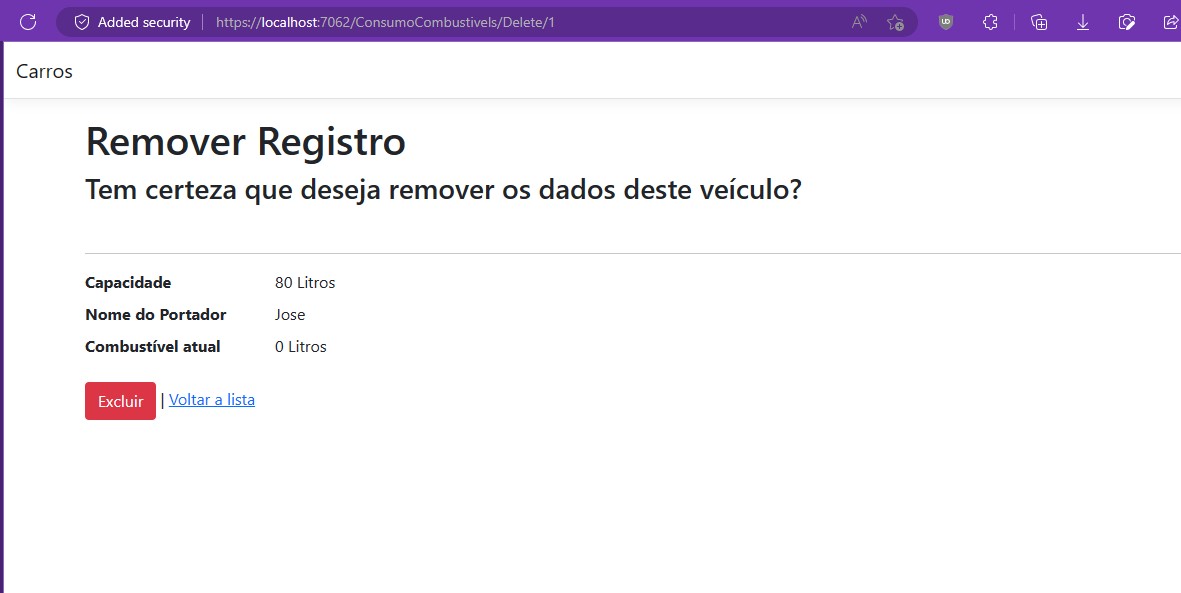 Added security | https://localhost:7062/ConsumoCombustivels/Delete/1
Carros
Remover Registro
Tem certeza que deseja remover os dados deste veículo?
Capacidade 80 Litros
Nome do Portador Jose
Combustível atual 0 Litros
Excluir | Voltar a lista